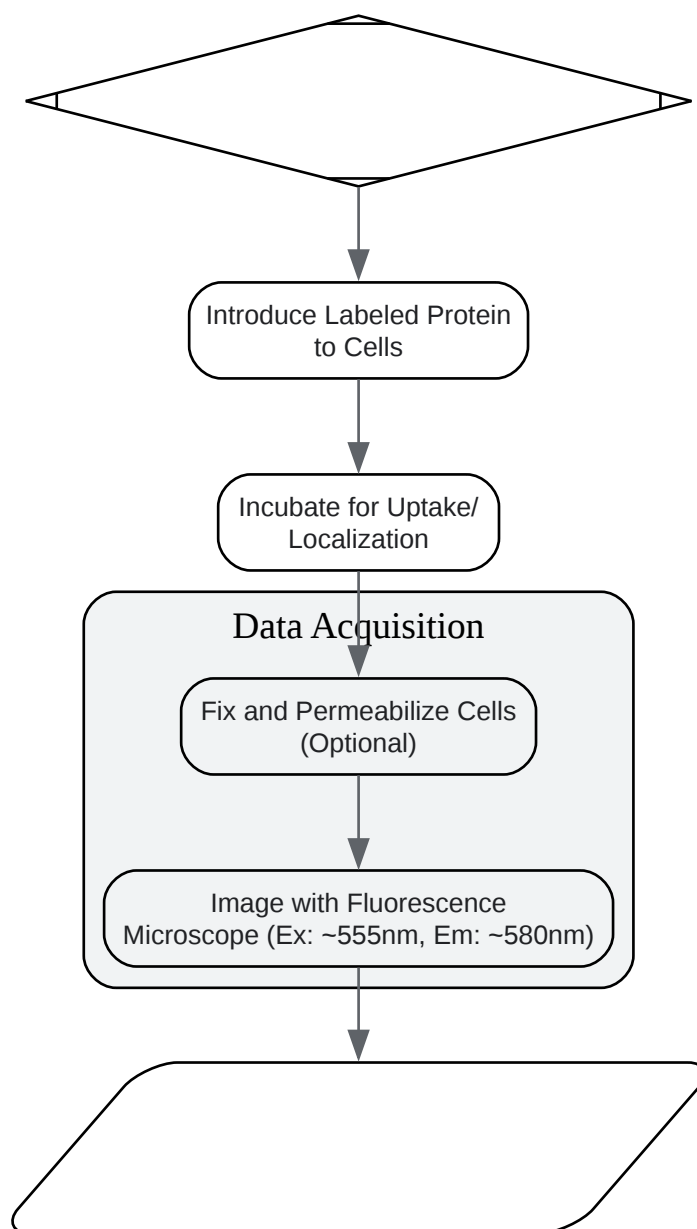 Introduce Labeled Protein
to Cells
Incubate for Uptake/
Localization
Data Acquisition
Fix and Permeabilize Cells
(Optional)
Image with Fluorescence
Microscope (Ex: ~555nm, Em: ~580nm)